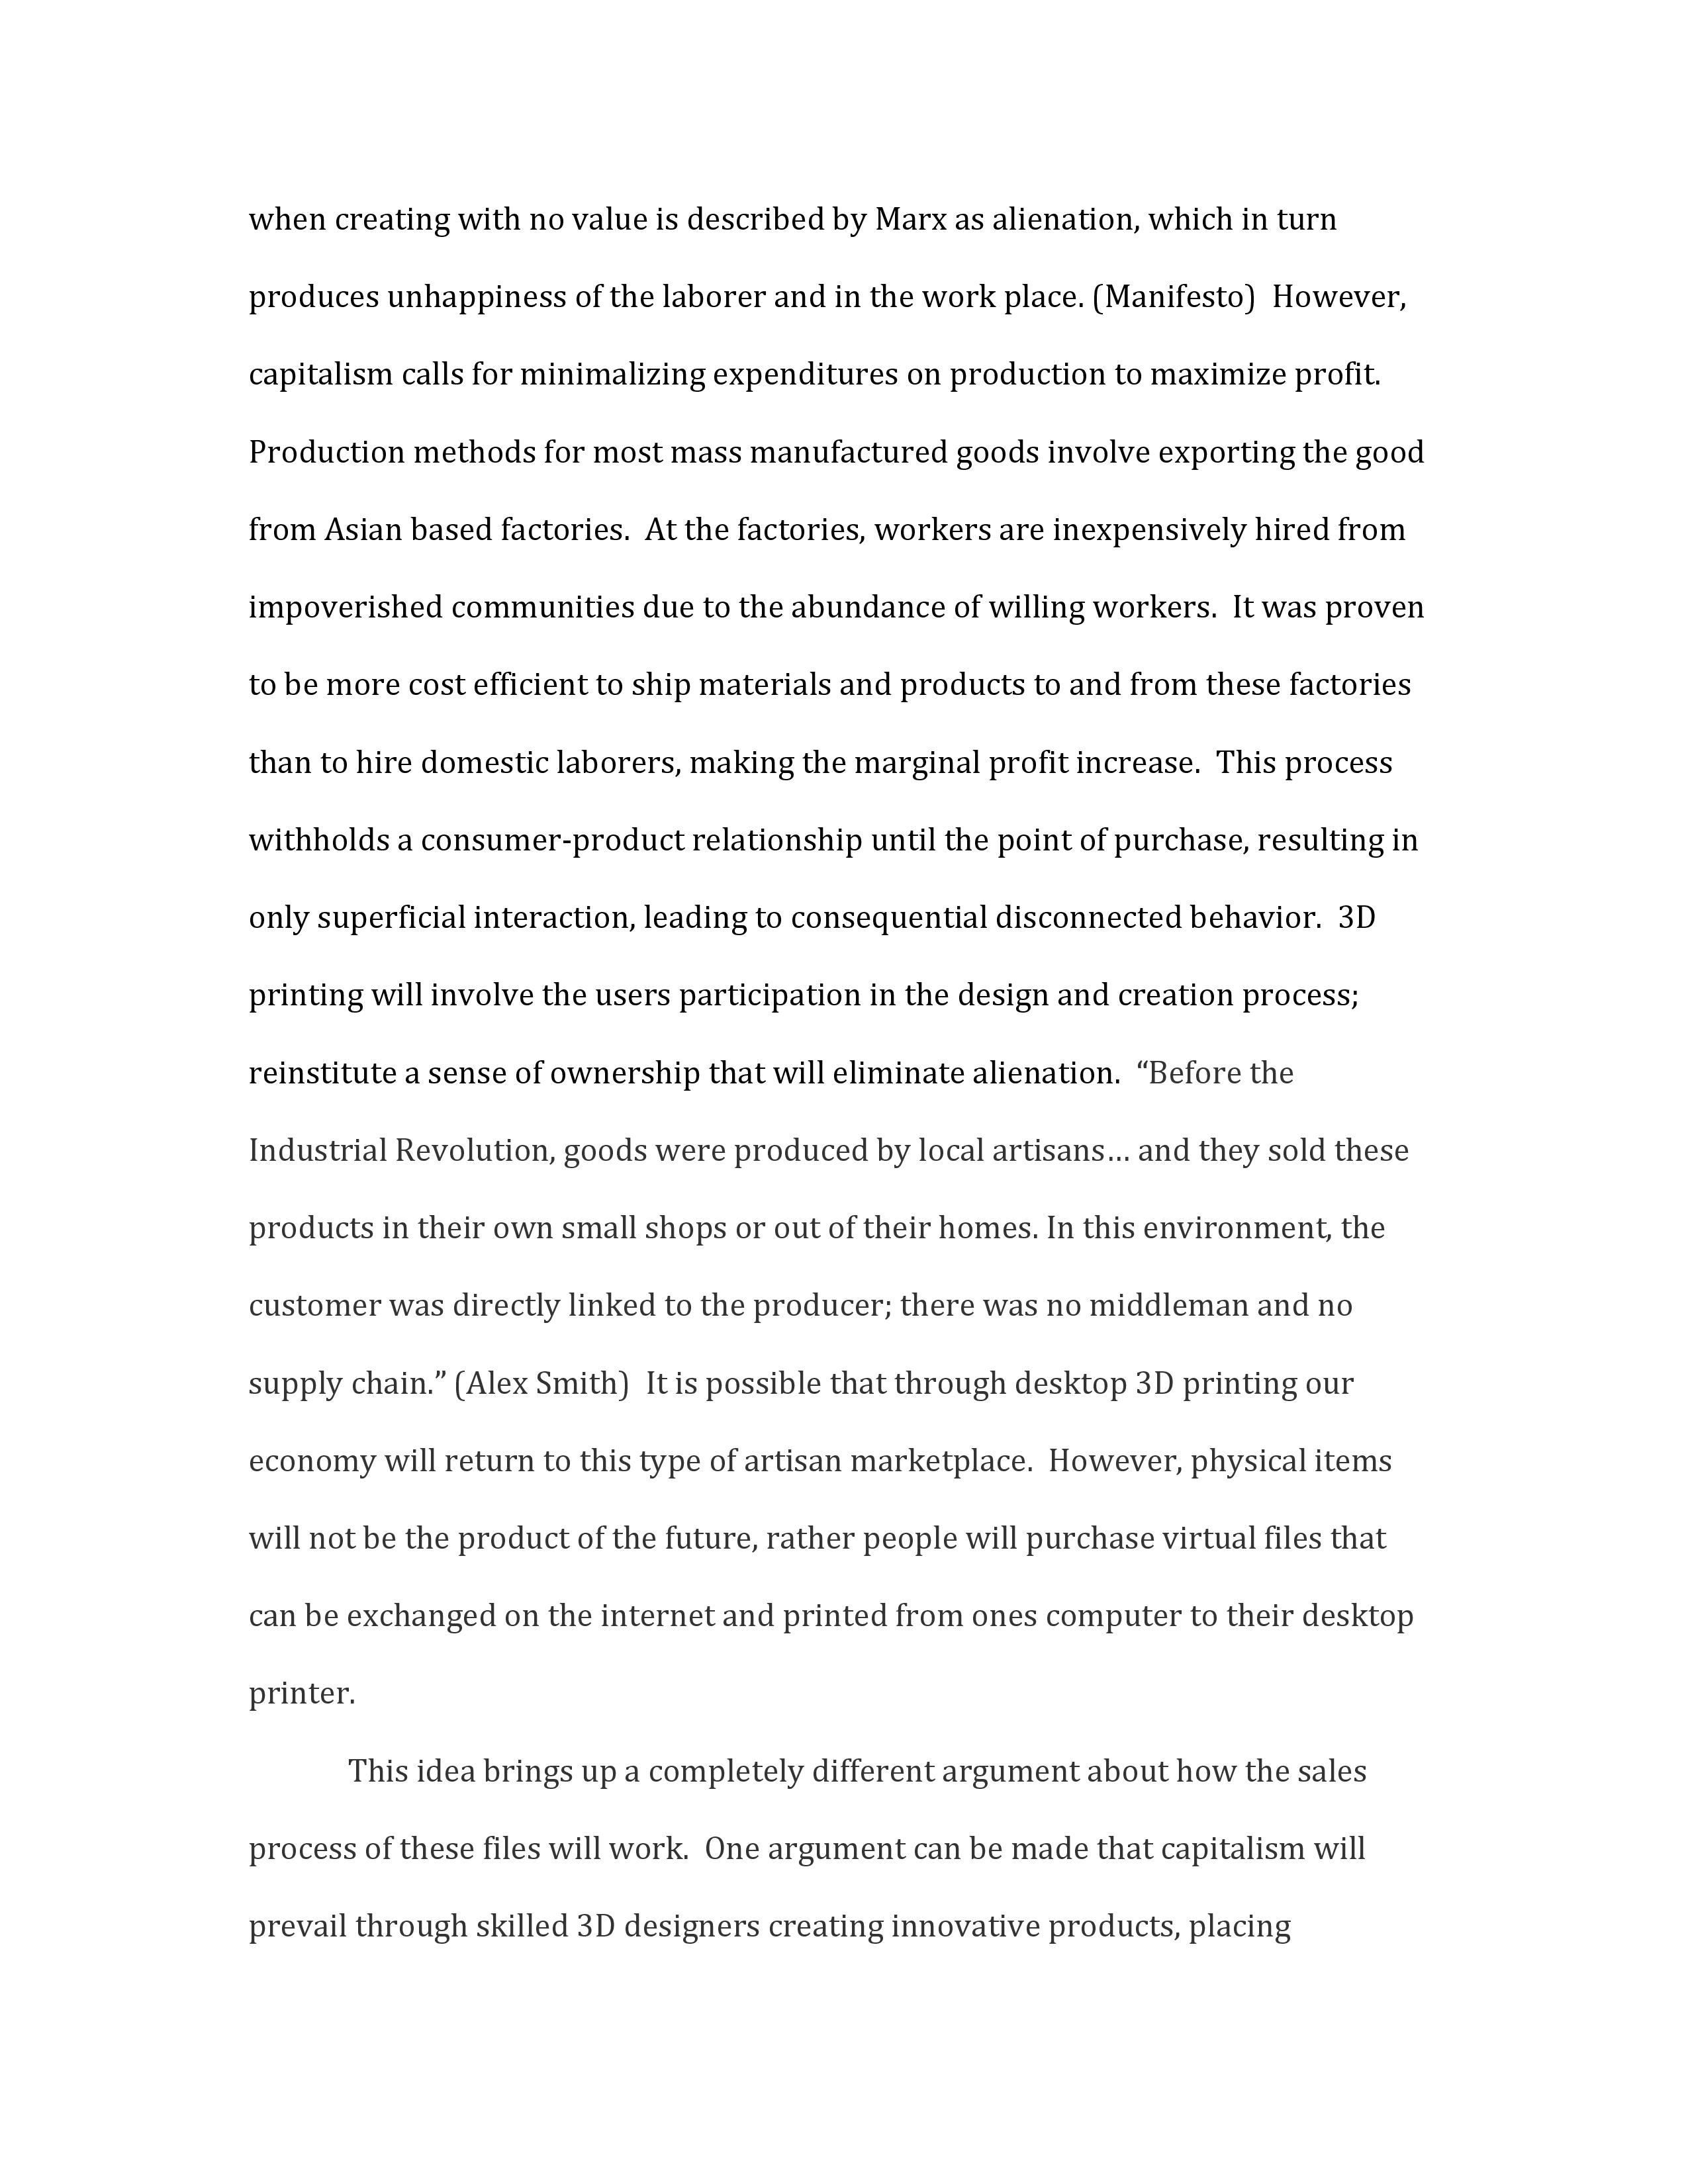 when creating with no value is described by Marx as alienation, which in turn
produces unhappiness of the laborer and in the work place. (Manifesto)  However,
capitalism calls for minimalizing expenditures on production to maximize profit.
Production methods for most mass manufactured goods involve exporting the good
from Asian based factories.  At the factories, workers are inexpensively hired from
impoverished communities due to the abundance of willing workers.  It was proven
to be more cost efficient to ship materials and products to and from these factories
than to hire domestic laborers, making the marginal profit increase.  This process
withholds a consumer-product relationship until the point of purchase, resulting in
only superficial interaction, leading to consequential disconnected behavior.  3D
printing will involve the users participation in the design and creation process;
reinstitute a sense of ownership that will eliminate alienation.  “Before the
Industrial Revolution, goods were produced by local artisans… and they sold these
products in their own small shops or out of their homes. In this environment, the
customer was directly linked to the producer; there was no middleman and no
supply chain.” (Alex Smith)  It is possible that through desktop 3D printing our
economy will return to this type of artisan marketplace.  However, physical items
will not be the product of the future, rather people will purchase virtual files that
can be exchanged on the internet and printed from ones computer to their desktop
printer.
This idea brings up a completely different argument about how the sales
process of these files will work.  One argument can be made that capitalism will
prevail through skilled 3D designers creating innovative products, placing